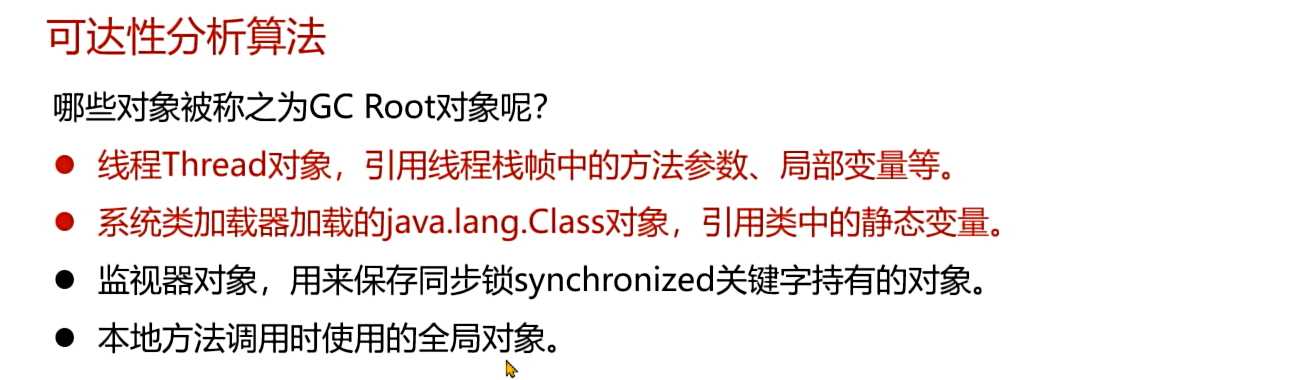 可达性分析算法
哪些对象被称之为GC Root对象呢?
● 线程Thread对象，引用线程栈帧中的方法参数、局部变量等。
● 系统类加载器加载的java.lang.Class对象，引用类中的静态变量。
● 监视器对象，用来保存同步锁synchronized关键字持有的对象。
● 本地方法调用时使用的全局对象。